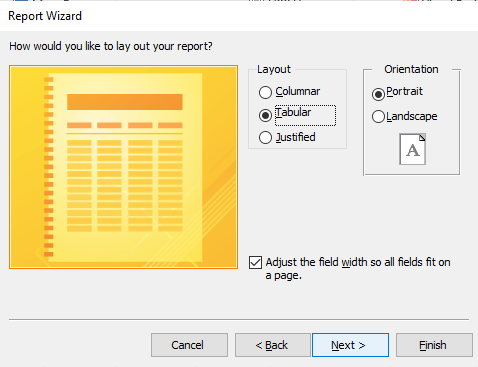 Report Wizard
How would you like to lay out your report?
Layout
Columnar
Tabular
Justified
Orientation
Portrait
Landscape
A
Adjust the field width so all fields fit on
a page.
Cancel
< Back
Next >
Finish